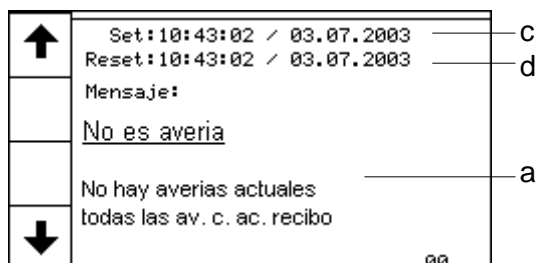 Set:10:43:02 / 03.07.2003
c
Reset:10:43:02 / 03.07.2003
d
Mensaje:
No es averia
No hay averias actuales
a
todas las av. c. ac. recibo
00